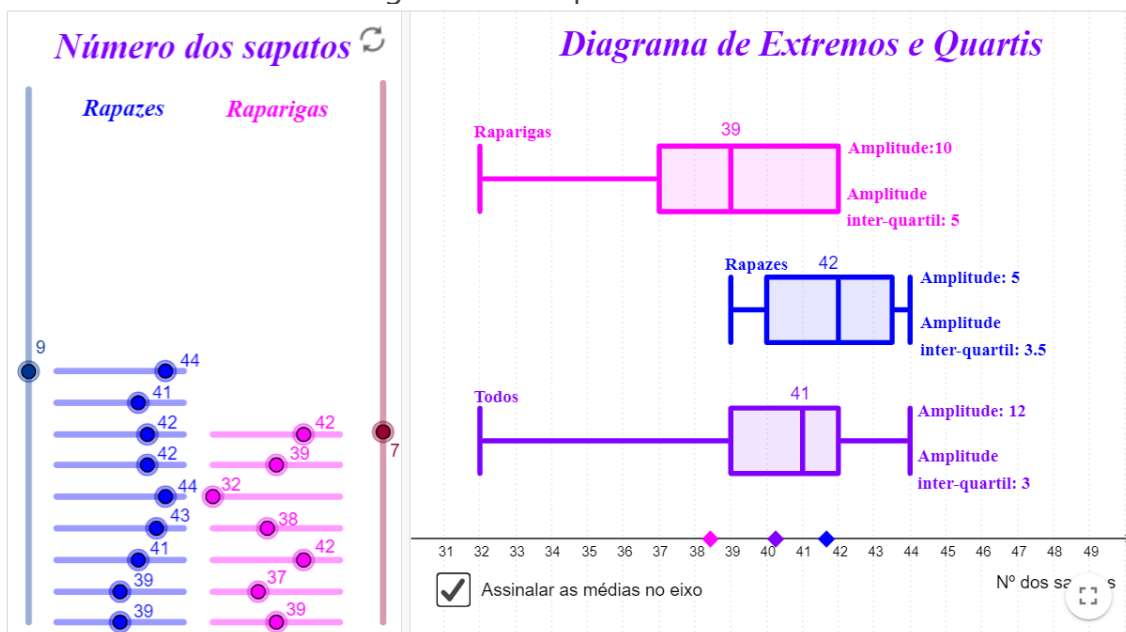 Número dos sapatos
Rapazes
Raparigas
9
44
41
42
42
44
43
41
39
39
42
39
32
38
42
37
39
7
Diagrama de Extremos e Quartis
Raparigas
39
Amplitude:10
Amplitude
inter-quartil: 5
Rapazes
42
Amplitude: 5
Amplitude
inter-quartil: 3.5
Todos
41
Amplitude: 12
Amplitude
inter-quartil: 3
31 32 33 34 35 36 37 38 39 40 41 42 43 44 45 46 47 48 49
Assinalar as médias no eixo
Nº dos